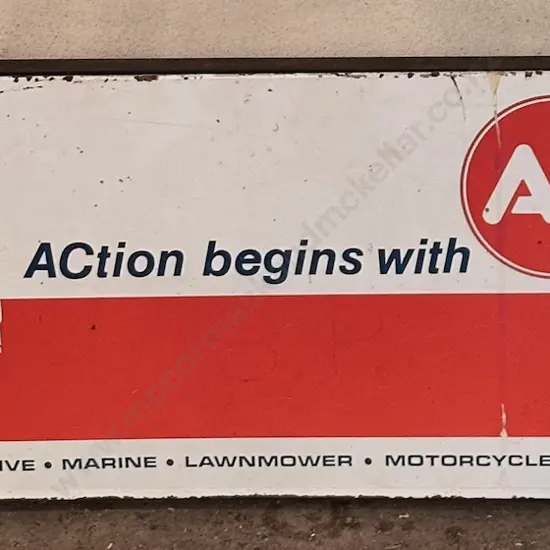 ACtion begins with A
IVE • MARINE • LAWNMOWER • MOTORCYCLE